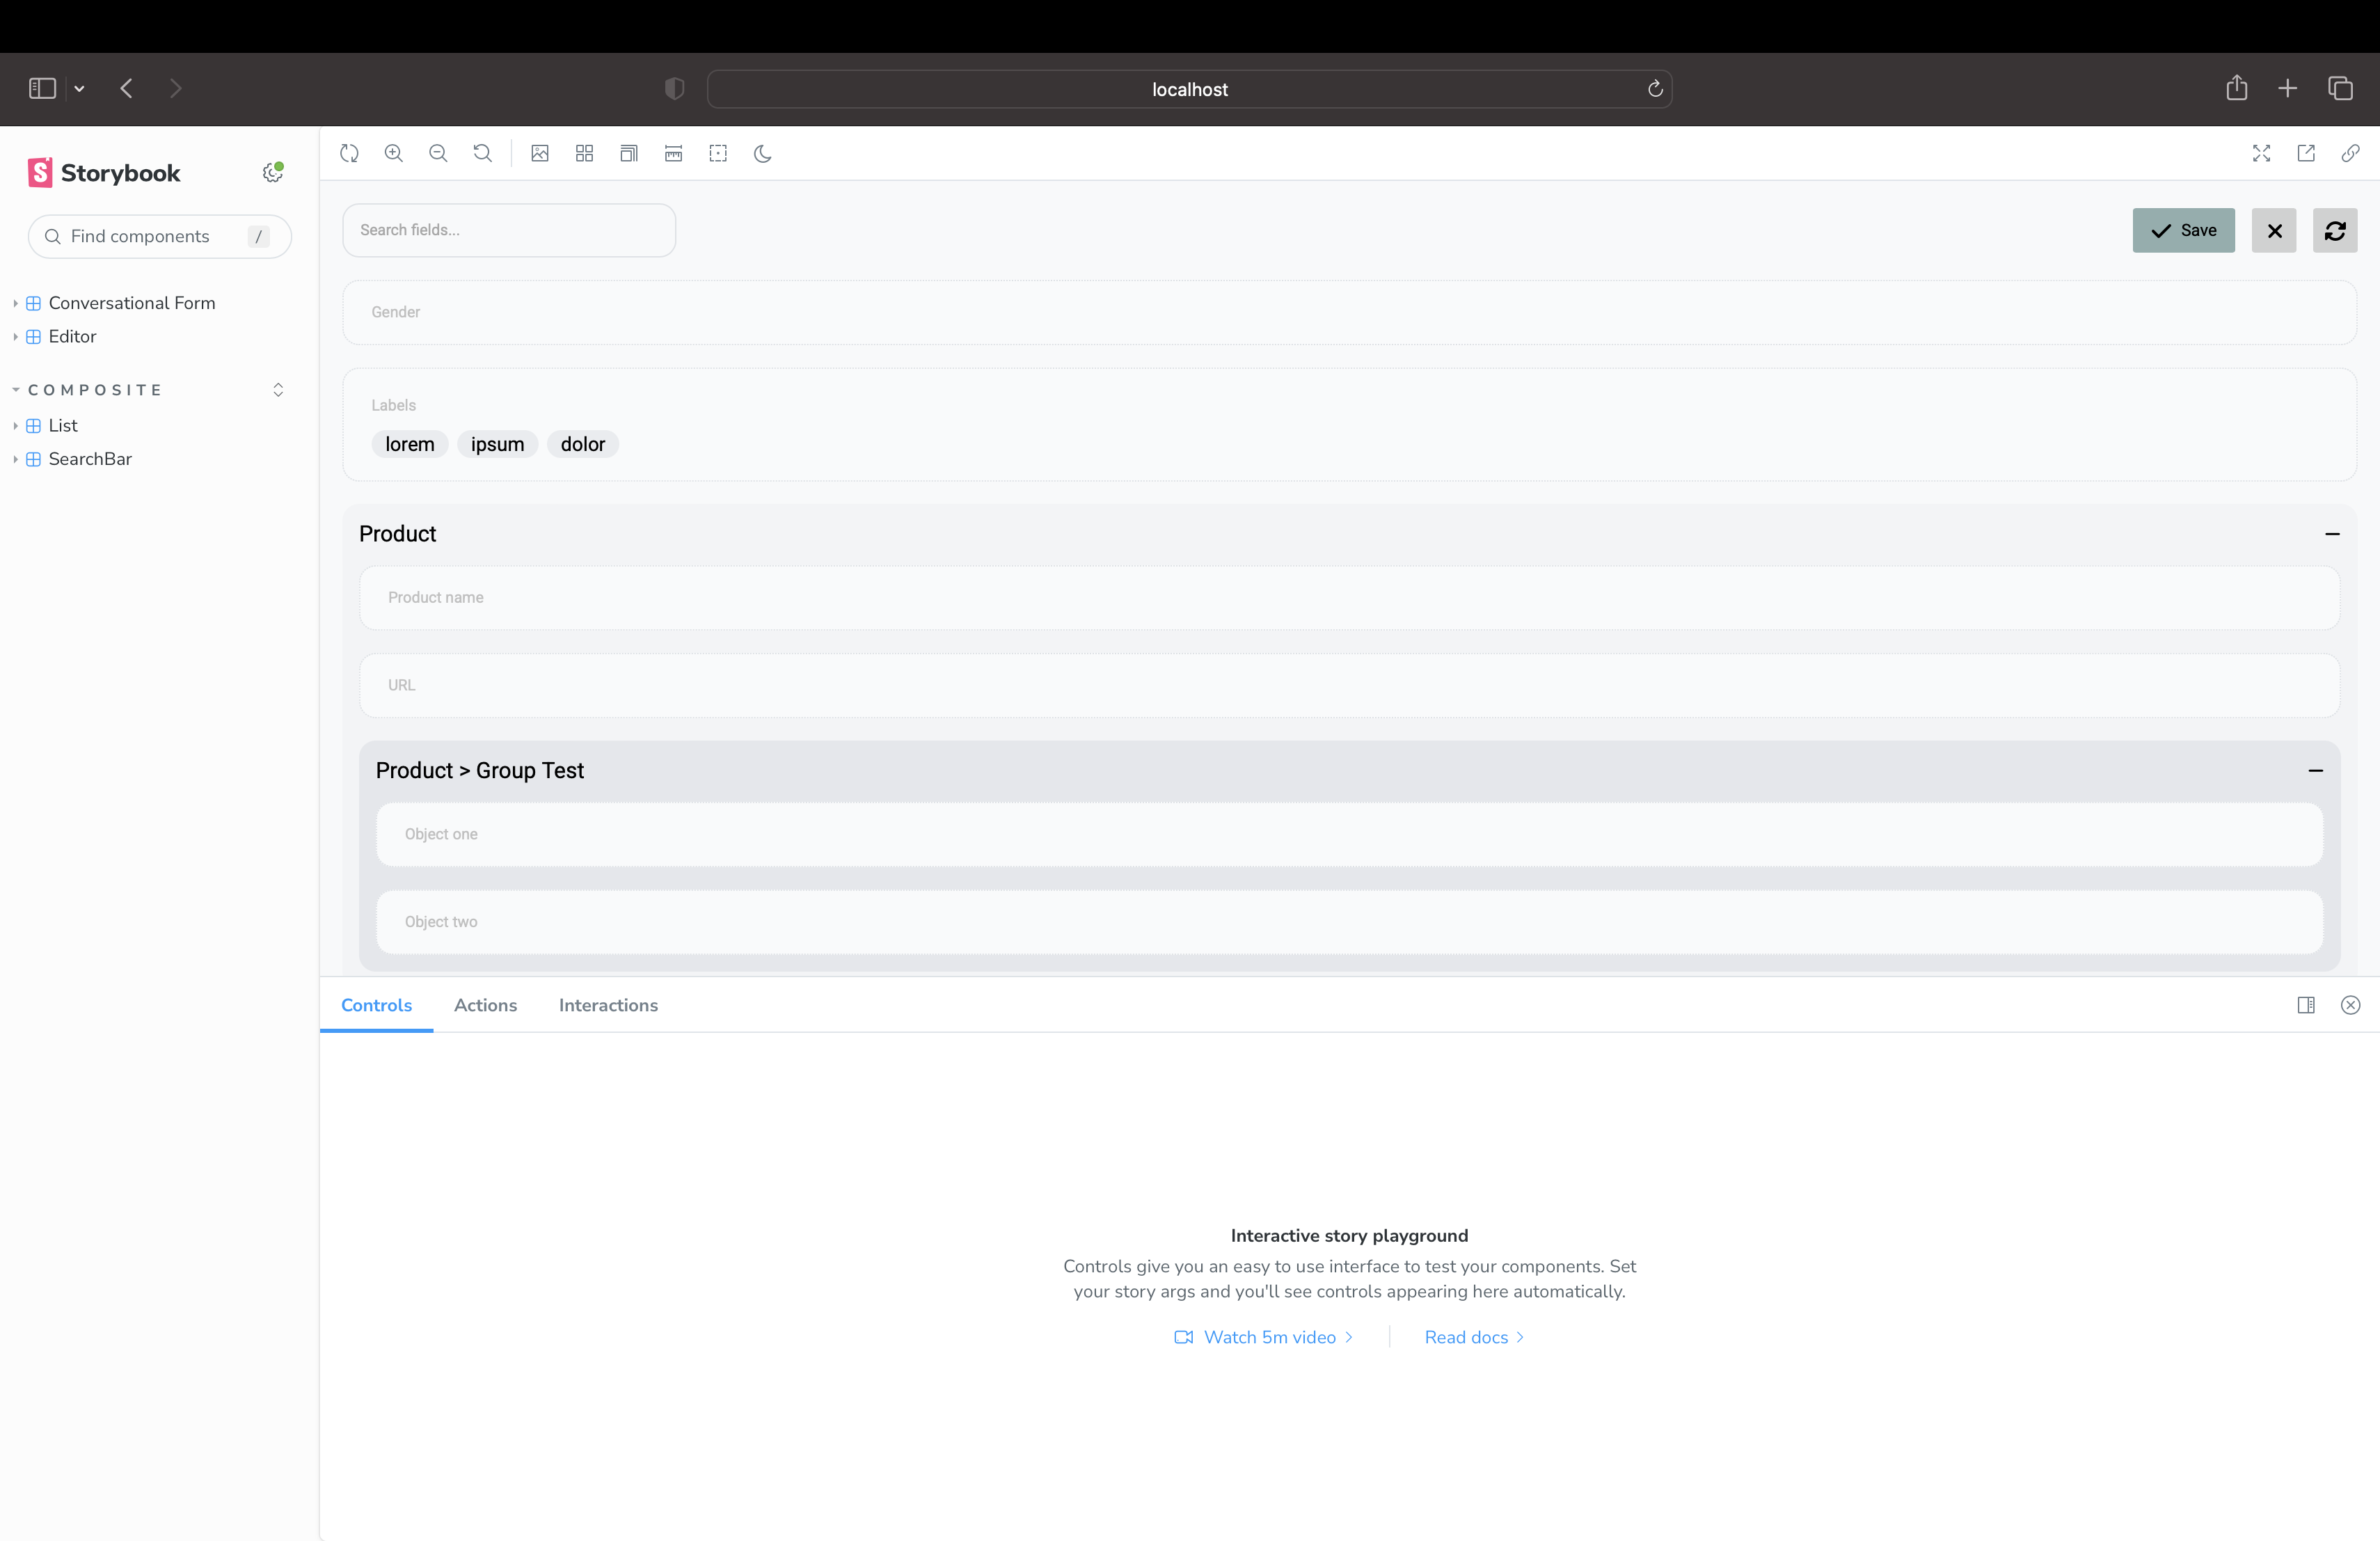 localhost
Storybook
Find components /
Conversational Form
Editor
COMPOSITE
List
SearchBar
Search fields...
Save
Gender
Labels
lorem ipsum dolor
Product
Product name
URL
Product > Group Test
Object one
Object two
Controls Actions Interactions
Interactive story playground
Controls give you an easy to use interface to test your components. Set
your story args and you'll see controls appearing here automatically.
Watch 5m video Read docs